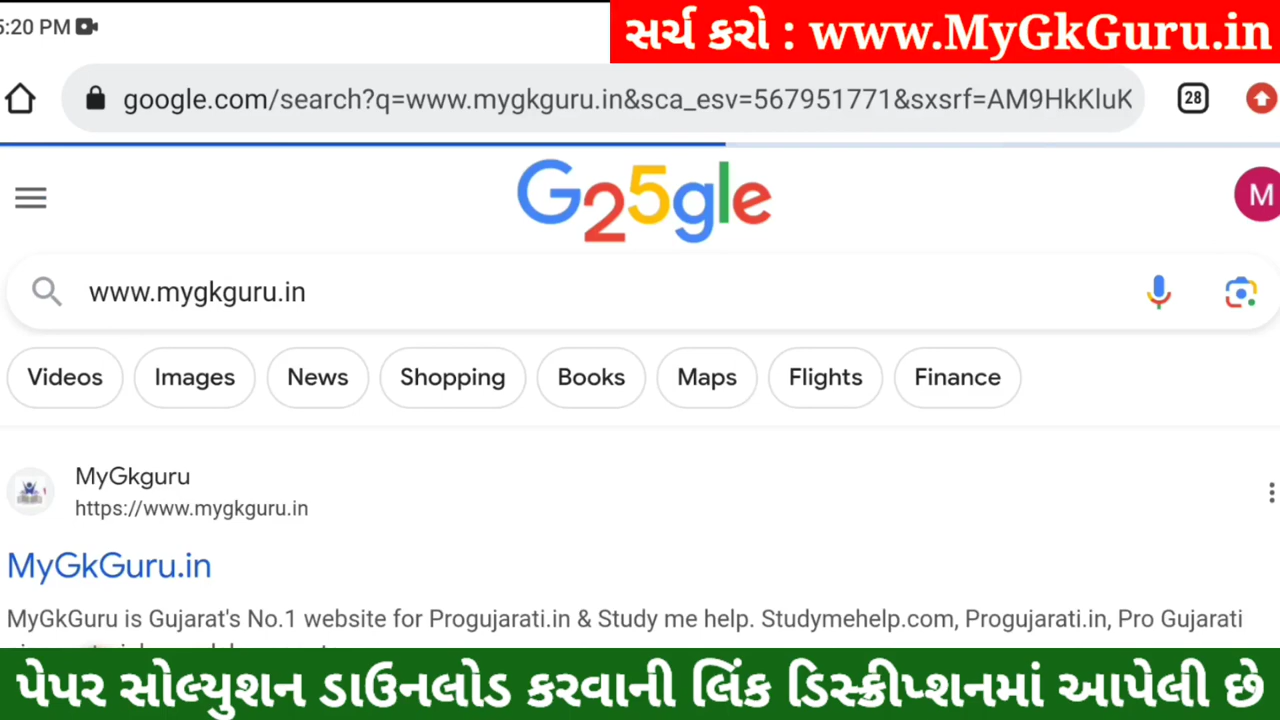 5:20 PM
સર્ચ કરો : www.MyGkGuru.in
google.com/search?q=www.mygkguru.in&sca_esv=567951771&sxsrf=AM9HkKluK
28
G25gle
M
www.mygkguru.in
Videos Images News Shopping Books Maps Flights Finance
MyGkguru
https://www.mygkguru.in
MyGkGuru.in
MyGkGuru is Gujarat's No.1 website for Progujarati.in & Study me help. Studymehelp.com, Progujarati.in, Pro Gujarati
પેપર સોલ્યુશન ડાઉનલોડ કરવાની લિંક ડિસ્ક્રીપ્શનમાં આપેલી છે